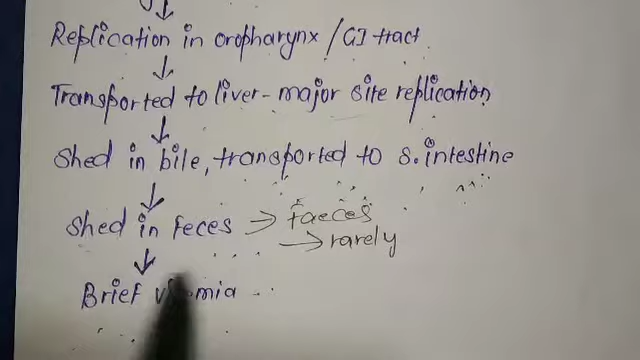 Replication in oropharynx / GI tract
↓
Transported to liver - major site replication
↓
Shed in bile, transported to S. intestine
↓
Shed in feces → faeces
→ rarely
↓
Brief